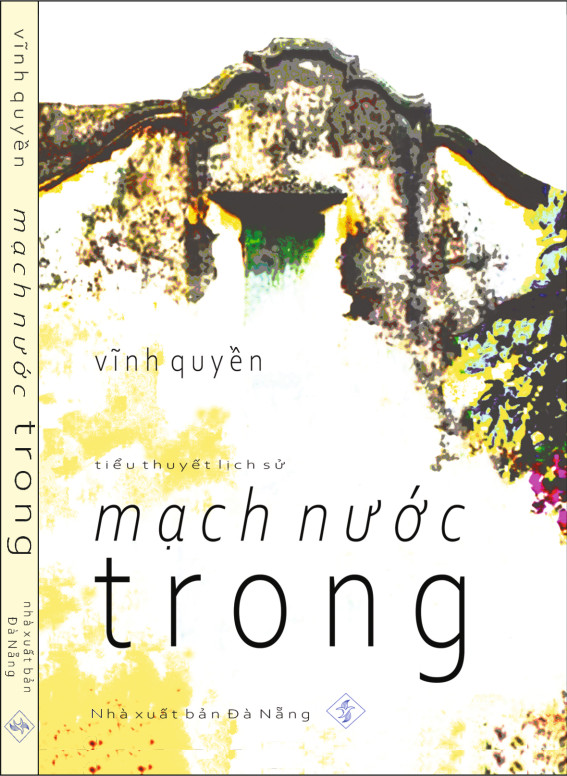 vĩnh quyền mạch nước trong
nhà xuất bản
Đà Nẵng
vĩnh quyền
tiểu thuyết lịch sử
mạch nước
trong
Nhà xuất bản Đà Nẵng